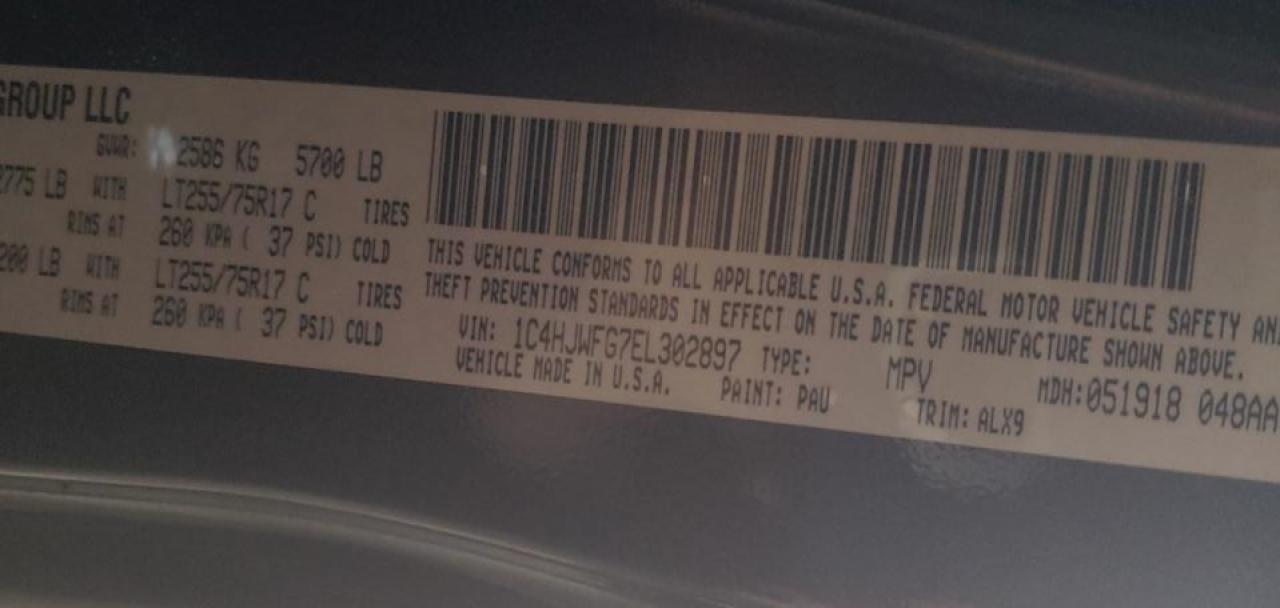 GROUP LLC
GVWR: 2586 KG 5700 LB
2775 LB WITH LT255/75R17 C TIRES
RIMS AT 260 KPA ( 37 PSI) COLD
200 LB WITH LT255/75R17 C TIRES
RIMS AT 260 KPA ( 37 PSI) COLD
THIS VEHICLE CONFORMS TO ALL APPLICABLE U.S.A. FEDERAL MOTOR VEHICLE SAFETY AND
THEFT PREVENTION STANDARDS IN EFFECT ON THE DATE OF MANUFACTURE SHOWN ABOVE.
VIN: 1C4HJWFG7EL302897 TYPE: MPV MDH:051918 048AA
VEHICLE MADE IN U.S.A. PAINT: PAU TRIM: ALX9